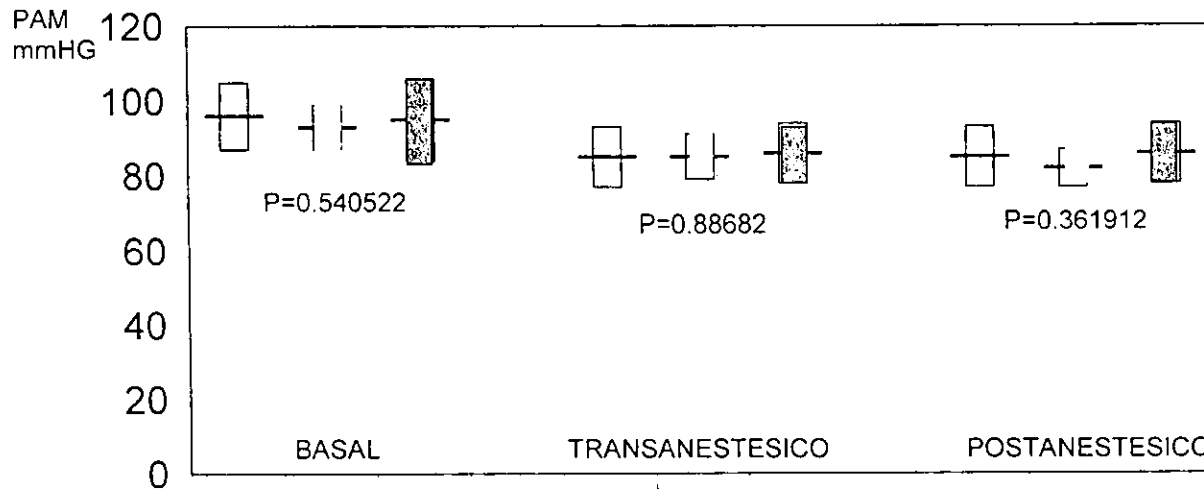 PAM
mmHG
120
100
80
60
40
20
0
P=0.540522
P=0.88682
P=0.361912
BASAL
TRANSANESTESICO
POSTANESTESICO